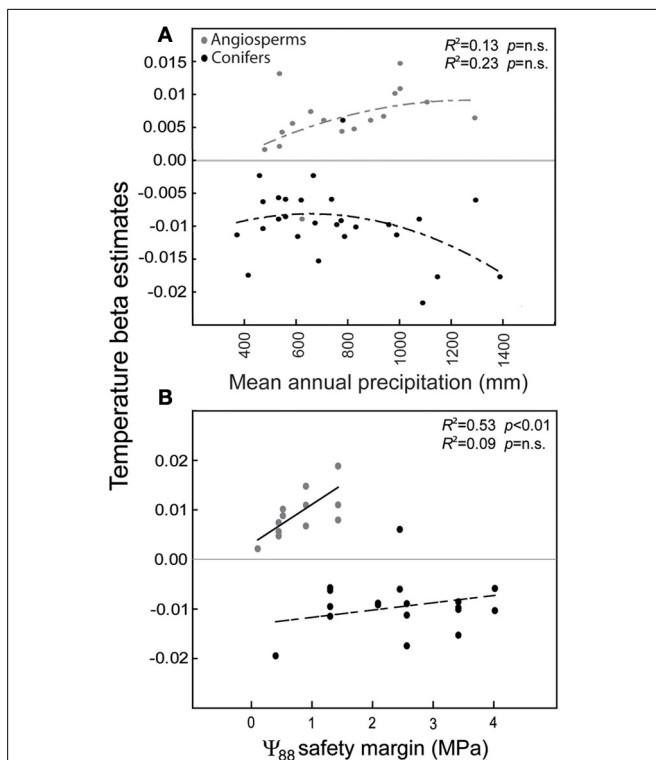 A
Angiosperms
Conifers
R²=0.13 p=n.s.
R²=0.23 p=n.s.
0.015
0.010
0.005
0.00
-0.005
-0.010
-0.015
-0.02
400
600
800
1000
1200
1400
Mean annual precipitation (mm)
Temperature beta estimates
B
R²=0.53 p<0.01
R²=0.09 p=n.s.
0.02
0.01
0.00
-0.01
-0.02
0 1 2 3 4
Ψ88 safety margin (MPa)